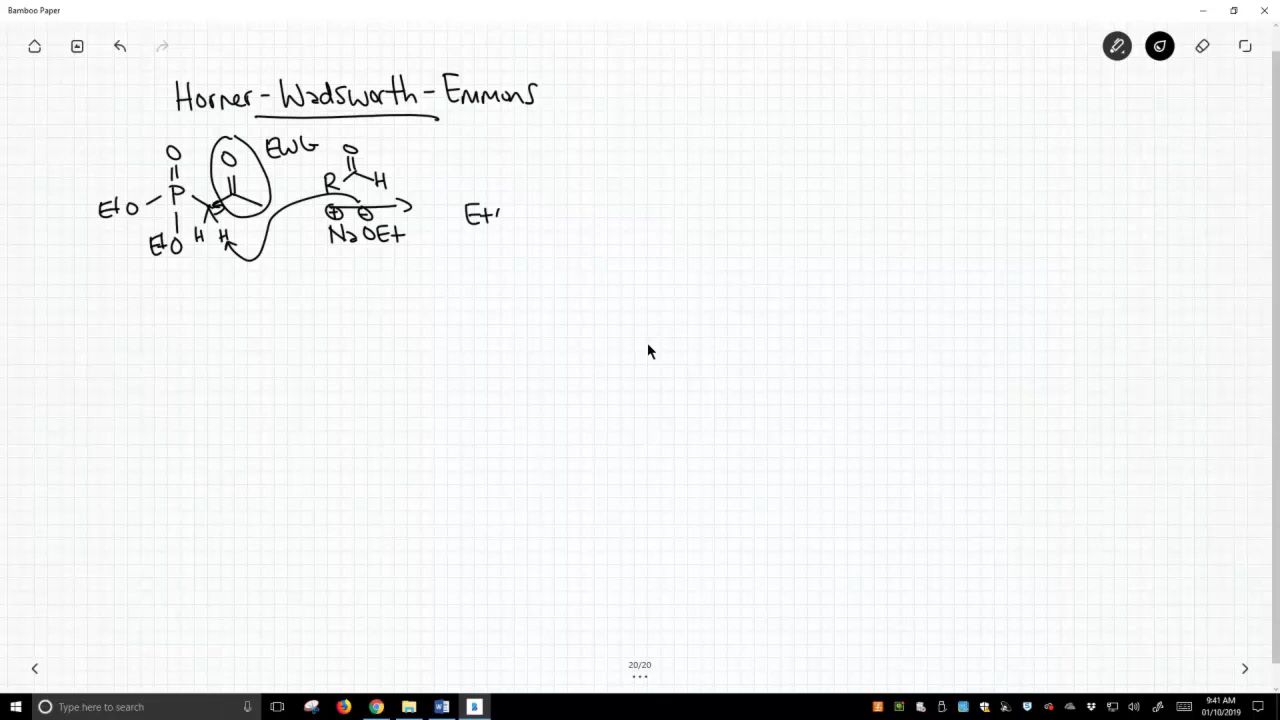 Bamboo Paper
Horner-Wadsworth-Emmons
O
O
EWG
O
EtO
P
R
H
EtO
H
H
⊕ ⊖
NaOEt
Et
20/20
Type here to search
9:41 AM
01/10/2019